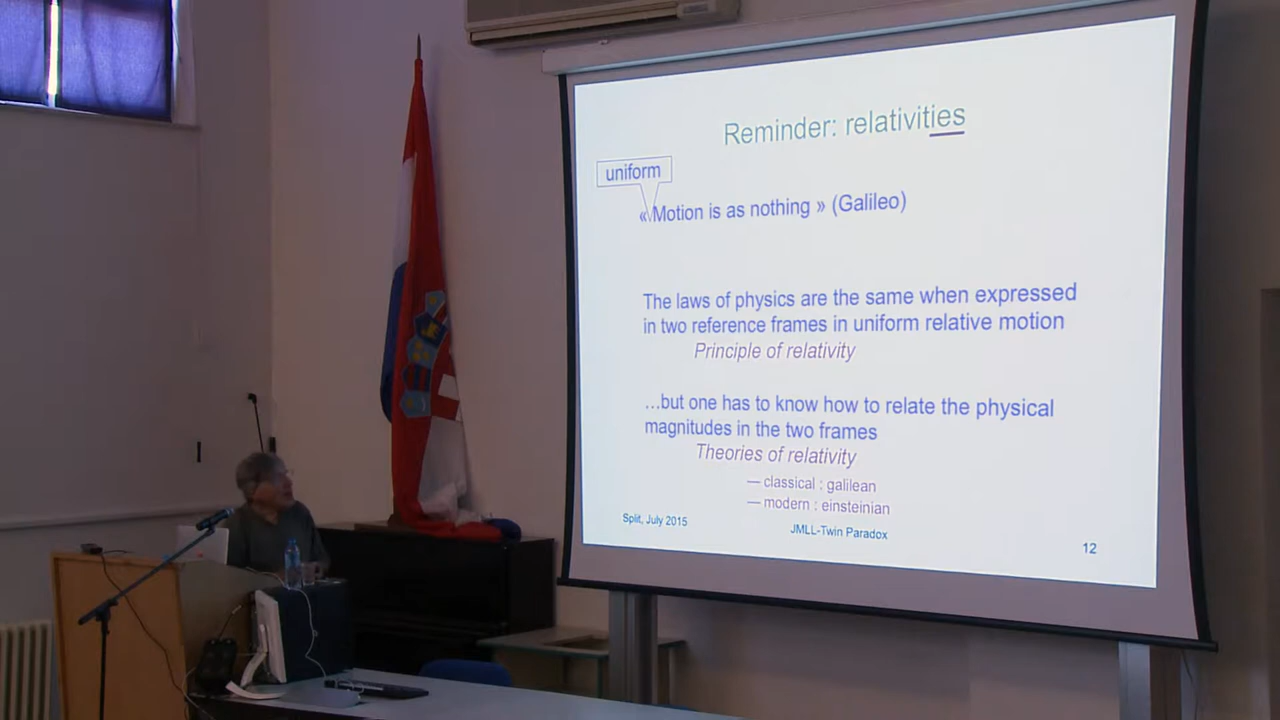 Reminder: relativities
uniform
« Motion is as nothing » (Galileo)
The laws of physics are the same when expressed
in two reference frames in uniform relative motion
Principle of relativity
…but one has to know how to relate the physical
magnitudes in the two frames
Theories of relativity
— classical : galilean
— modern : einsteinian
Split, July 2015
JMLL-Twin Paradox
12